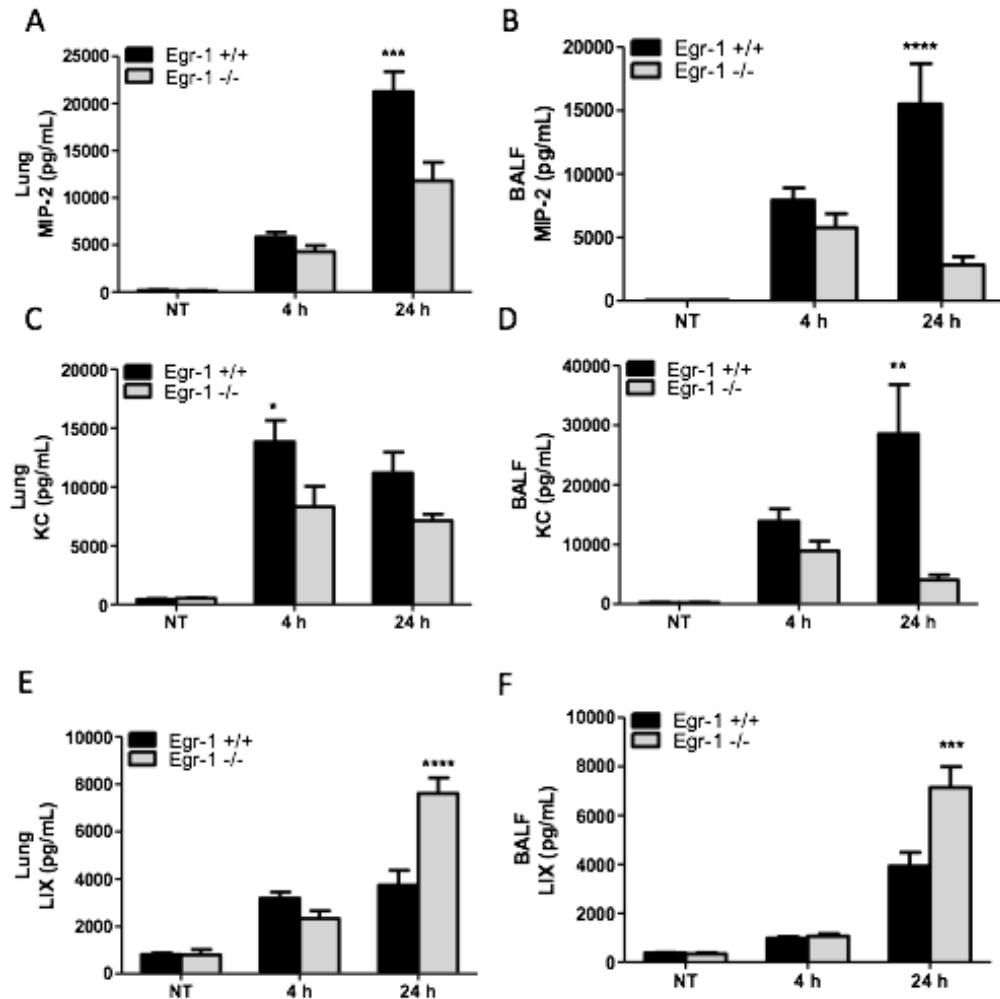 A
Egr-1 +/+
Egr-1 -/-
***
25000
20000
15000
10000
5000
0
Lung
MIP-2 (pg/mL)
NT
4 h
24 h
B
Egr-1 +/+
Egr-1 -/-
****
20000
15000
10000
5000
0
BALF
MIP-2 (pg/mL)
NT
4 h
24 h
C
Egr-1 +/+
Egr-1 -/-
*
20000
15000
10000
5000
0
Lung
KC (pg/mL)
NT
4 h
24 h
D
Egr-1 +/+
Egr-1 -/-
**
40000
30000
20000
10000
0
BALF
KC (pg/mL)
NT
4 h
24 h
E
Egr-1 +/+
Egr-1 -/-
****
10000
8000
6000
4000
2000
0
Lung
LIX (pg/mL)
NT
4 h
24 h
F
Egr-1 +/+
Egr-1 -/-
***
10000
8000
6000
4000
2000
0
BALF
LIX (pg/mL)
NT
4 h
24 h